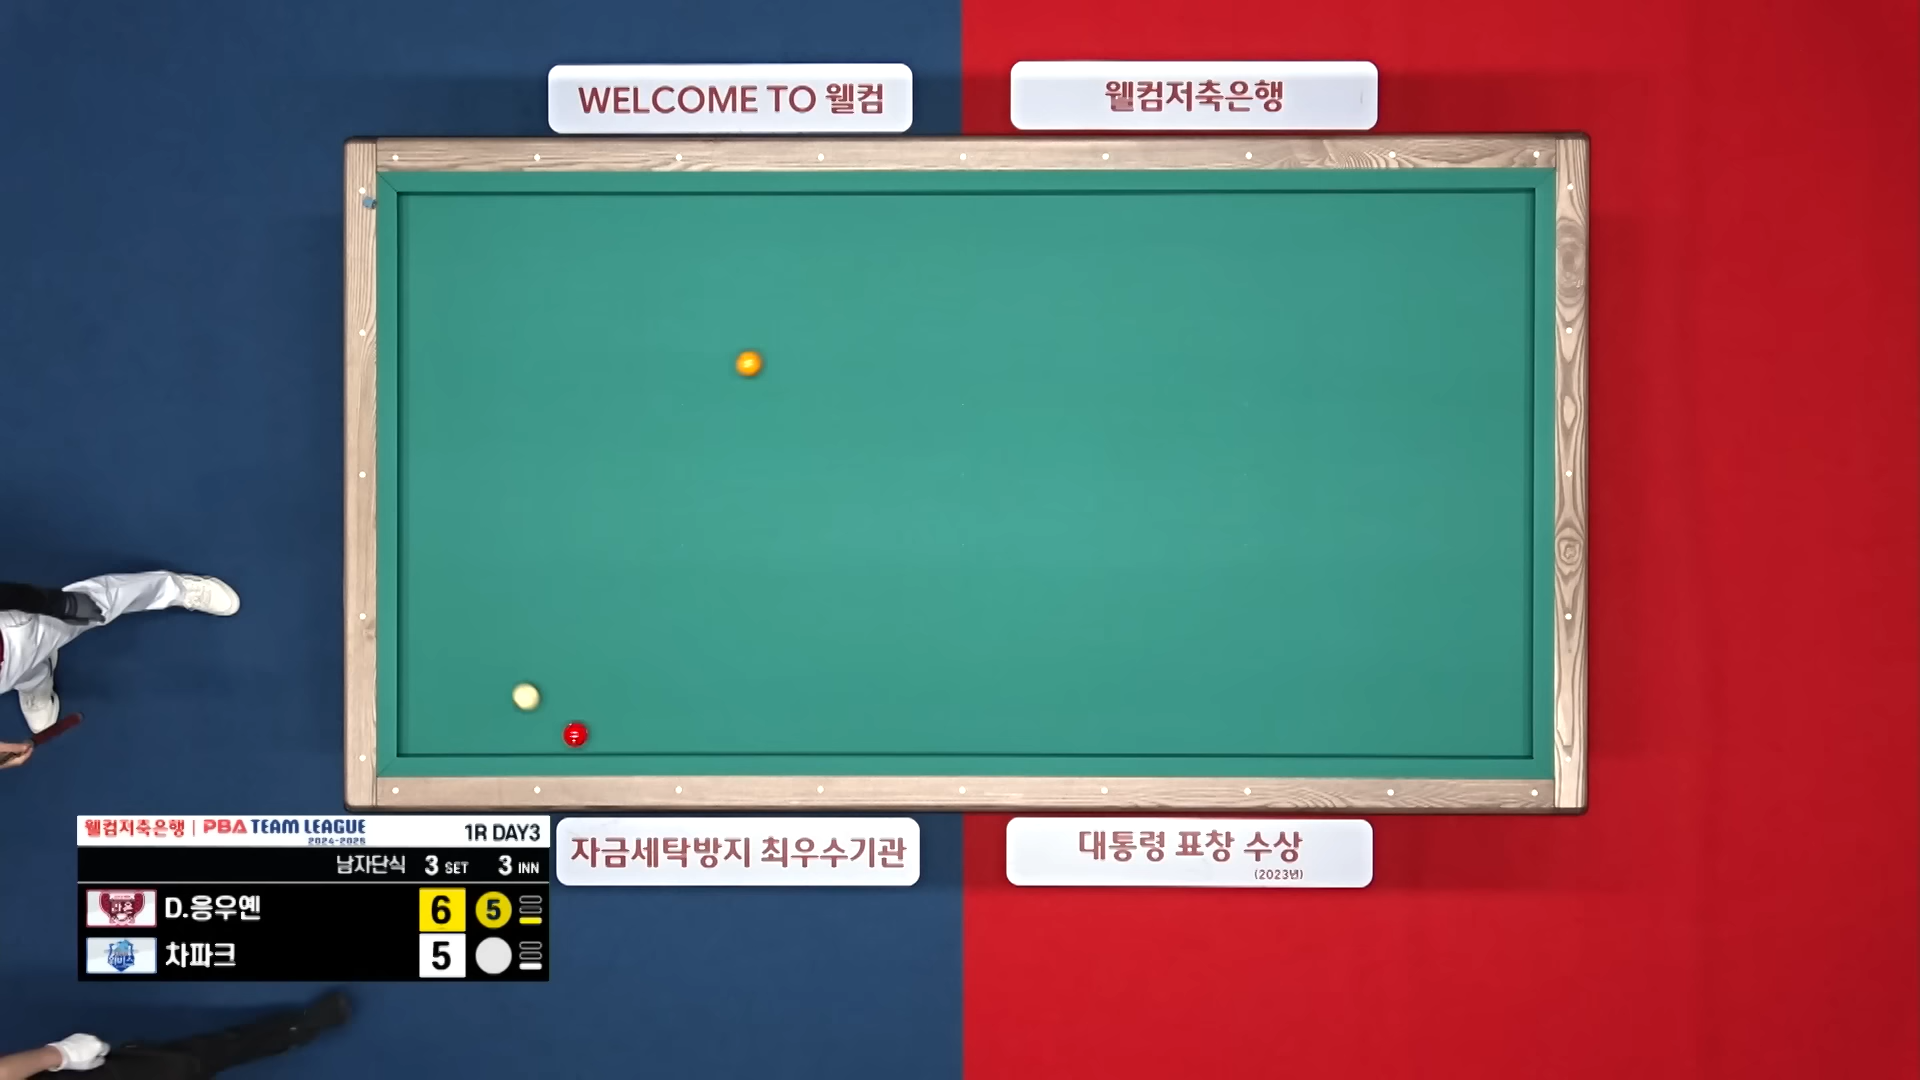 WELCOME TO 웰컴
웰컴저축은행
자금세탁방지 최우수기관
대통령 표창 수상
(2023년)
웰컴저축은행 | PBA TEAM LEAGUE
2024-2025
1R DAY3
남자단식 3 SET 3 INN
D.응우옌 6 5
차파크 5